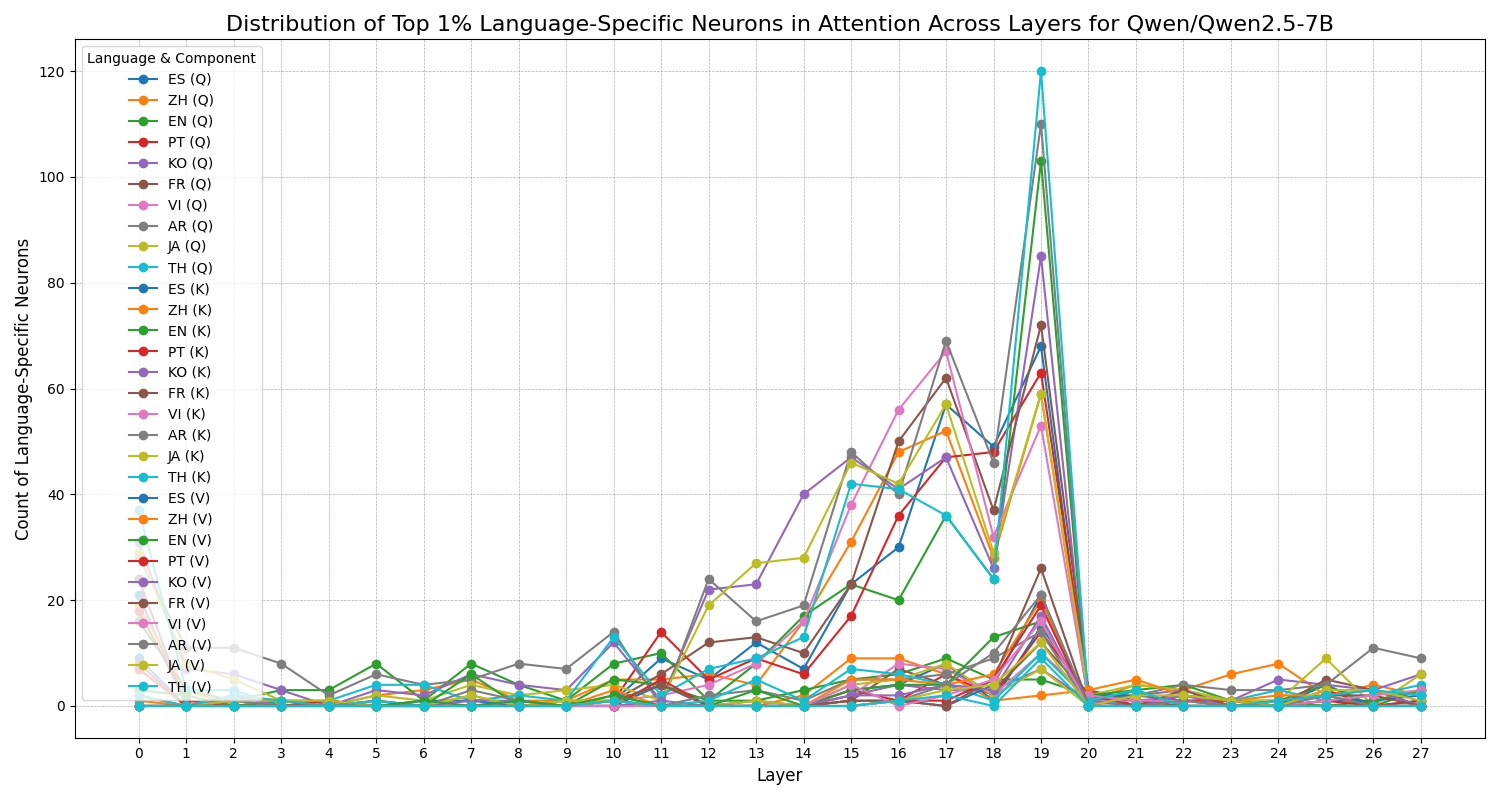 Distribution of Top 1% Language-Specific Neurons in Attention Across Layers for Qwen/Qwen2.5-7B
Language & Component
ES (Q)
ZH (Q)
EN (Q)
PT (Q)
KO (Q)
FR (Q)
VI (Q)
AR (Q)
JA (Q)
TH (Q)
ES (K)
ZH (K)
EN (K)
PT (K)
KO (K)
FR (K)
VI (K)
AR (K)
JA (K)
TH (K)
ES (V)
ZH (V)
EN (V)
PT (V)
KO (V)
FR (V)
VI (V)
AR (V)
JA (V)
TH (V)
Count of Language-Specific Neurons
120
100
80
60
40
20
0
0 1 2 3 4 5 6 7 8 9 10 11 12 13 14 15 16 17 18 19 20 21 22 23 24 25 26 27
Layer